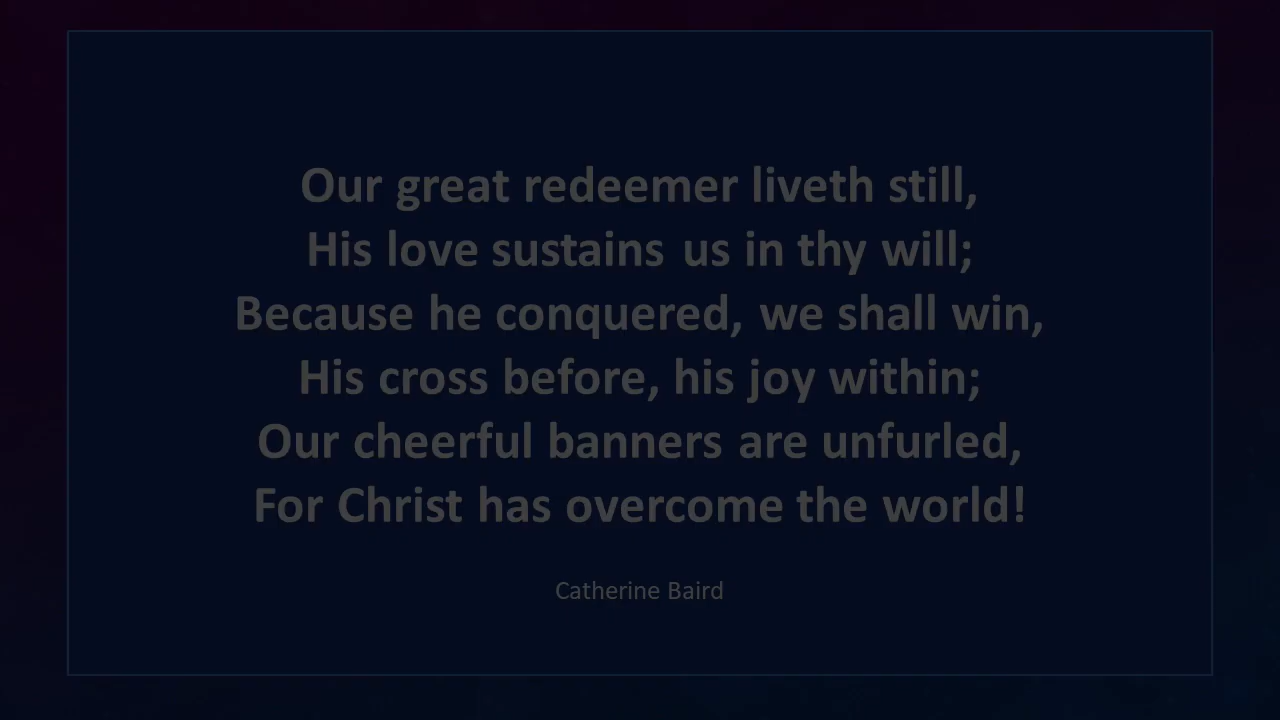 Our great redeemer liveth still,
His love sustains us in thy will;
Because he conquered, we shall win,
His cross before, his joy within;
Our cheerful banners are unfurled,
For Christ has overcome the world!
Catherine Baird